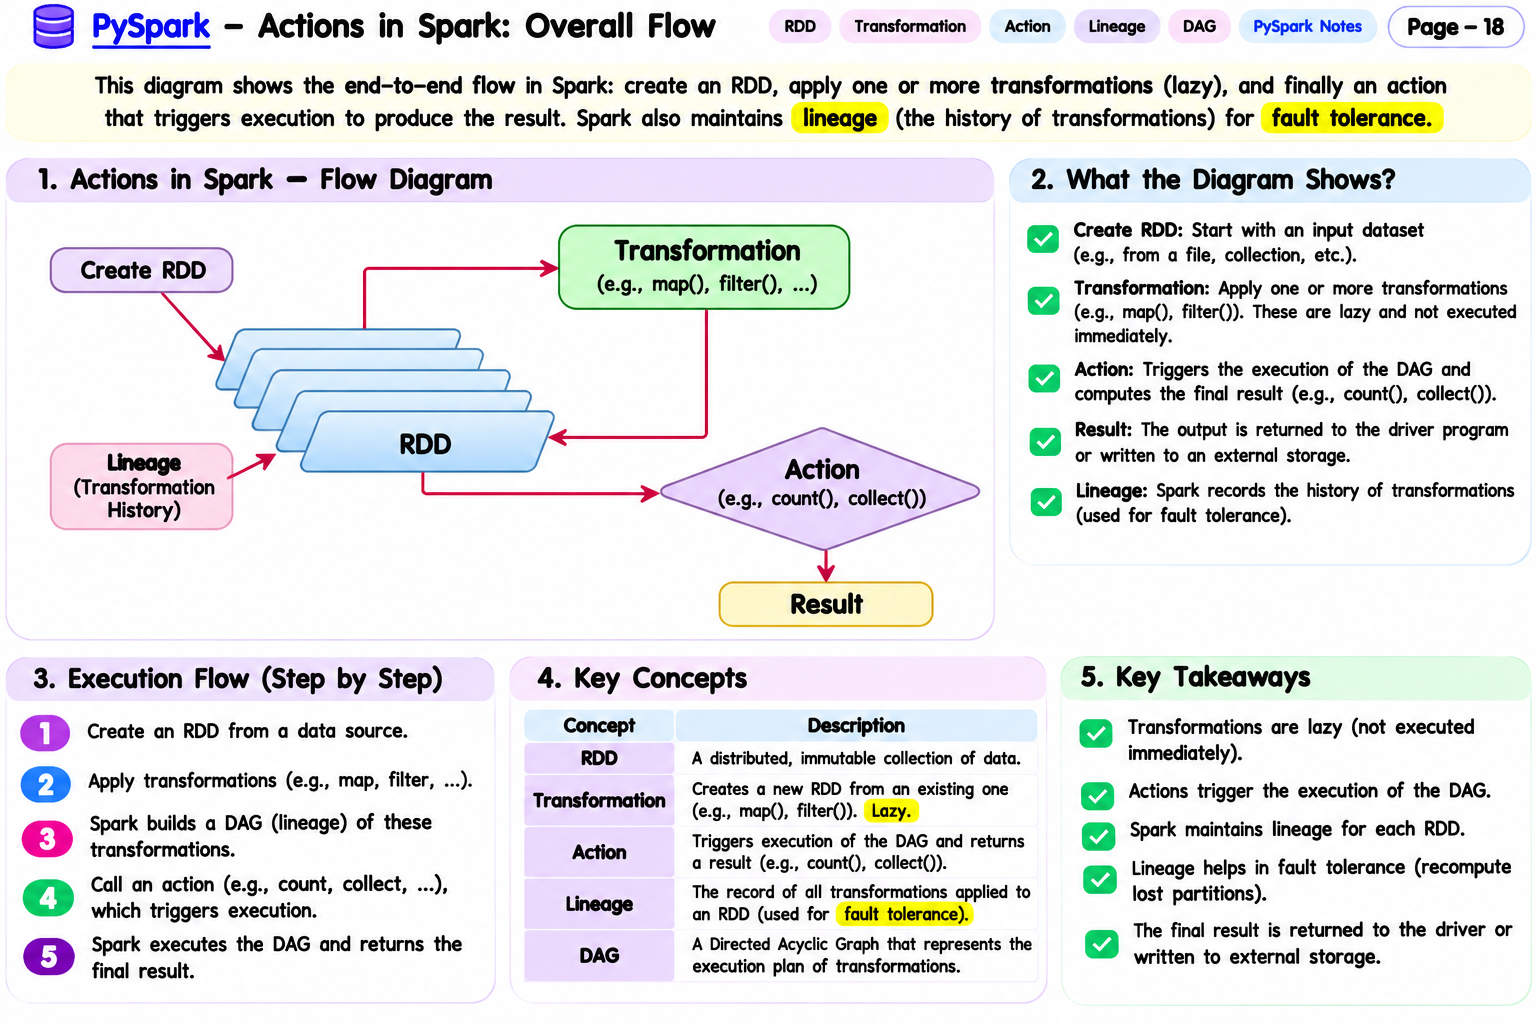 PySpark – Actions in Spark: Overall Flow
RDD
Transformation
Action
Lineage
DAG
PySpark Notes
Page – 18
This diagram shows the end-to-end flow in Spark: create an RDD, apply one or more transformations (lazy), and finally an action
that triggers execution to produce the result. Spark also maintains lineage (the history of transformations) for fault tolerance.
1. Actions in Spark – Flow Diagram
Create RDD
Transformation
(e.g., map(), filter(), ...)
RDD
Lineage
(Transformation
History)
Action
(e.g., count(), collect())
Result
2. What the Diagram Shows?
Create RDD: Start with an input dataset
(e.g., from a file, collection, etc.).
Transformation: Apply one or more transformations
(e.g., map(), filter()). These are lazy and not executed
immediately.
Action: Triggers the execution of the DAG and
computes the final result (e.g., count(), collect()).
Result: The output is returned to the driver program
or written to an external storage.
Lineage: Spark records the history of transformations
(used for fault tolerance).
3. Execution Flow (Step by Step)
1 Create an RDD from a data source.
2 Apply transformations (e.g., map, filter, ...).
3 Spark builds a DAG (lineage) of these
transformations.
4 Call an action (e.g., count, collect, ...),
which triggers execution.
5 Spark executes the DAG and returns the
final result.
4. Key Concepts
Concept Description
RDD A distributed, immutable collection of data.
Transformation Creates a new RDD from an existing one
(e.g., map(), filter()). Lazy.
Action Triggers execution of the DAG and returns
a result (e.g., count(), collect()).
Lineage The record of all transformations applied to
an RDD (used for fault tolerance).
DAG A Directed Acyclic Graph that represents the
execution plan of transformations.
5. Key Takeaways
Transformations are lazy (not executed
immediately).
Actions trigger the execution of the DAG.
Spark maintains lineage for each RDD.
Lineage helps in fault tolerance (recompute
lost partitions).
The final result is returned to the driver or
written to external storage.